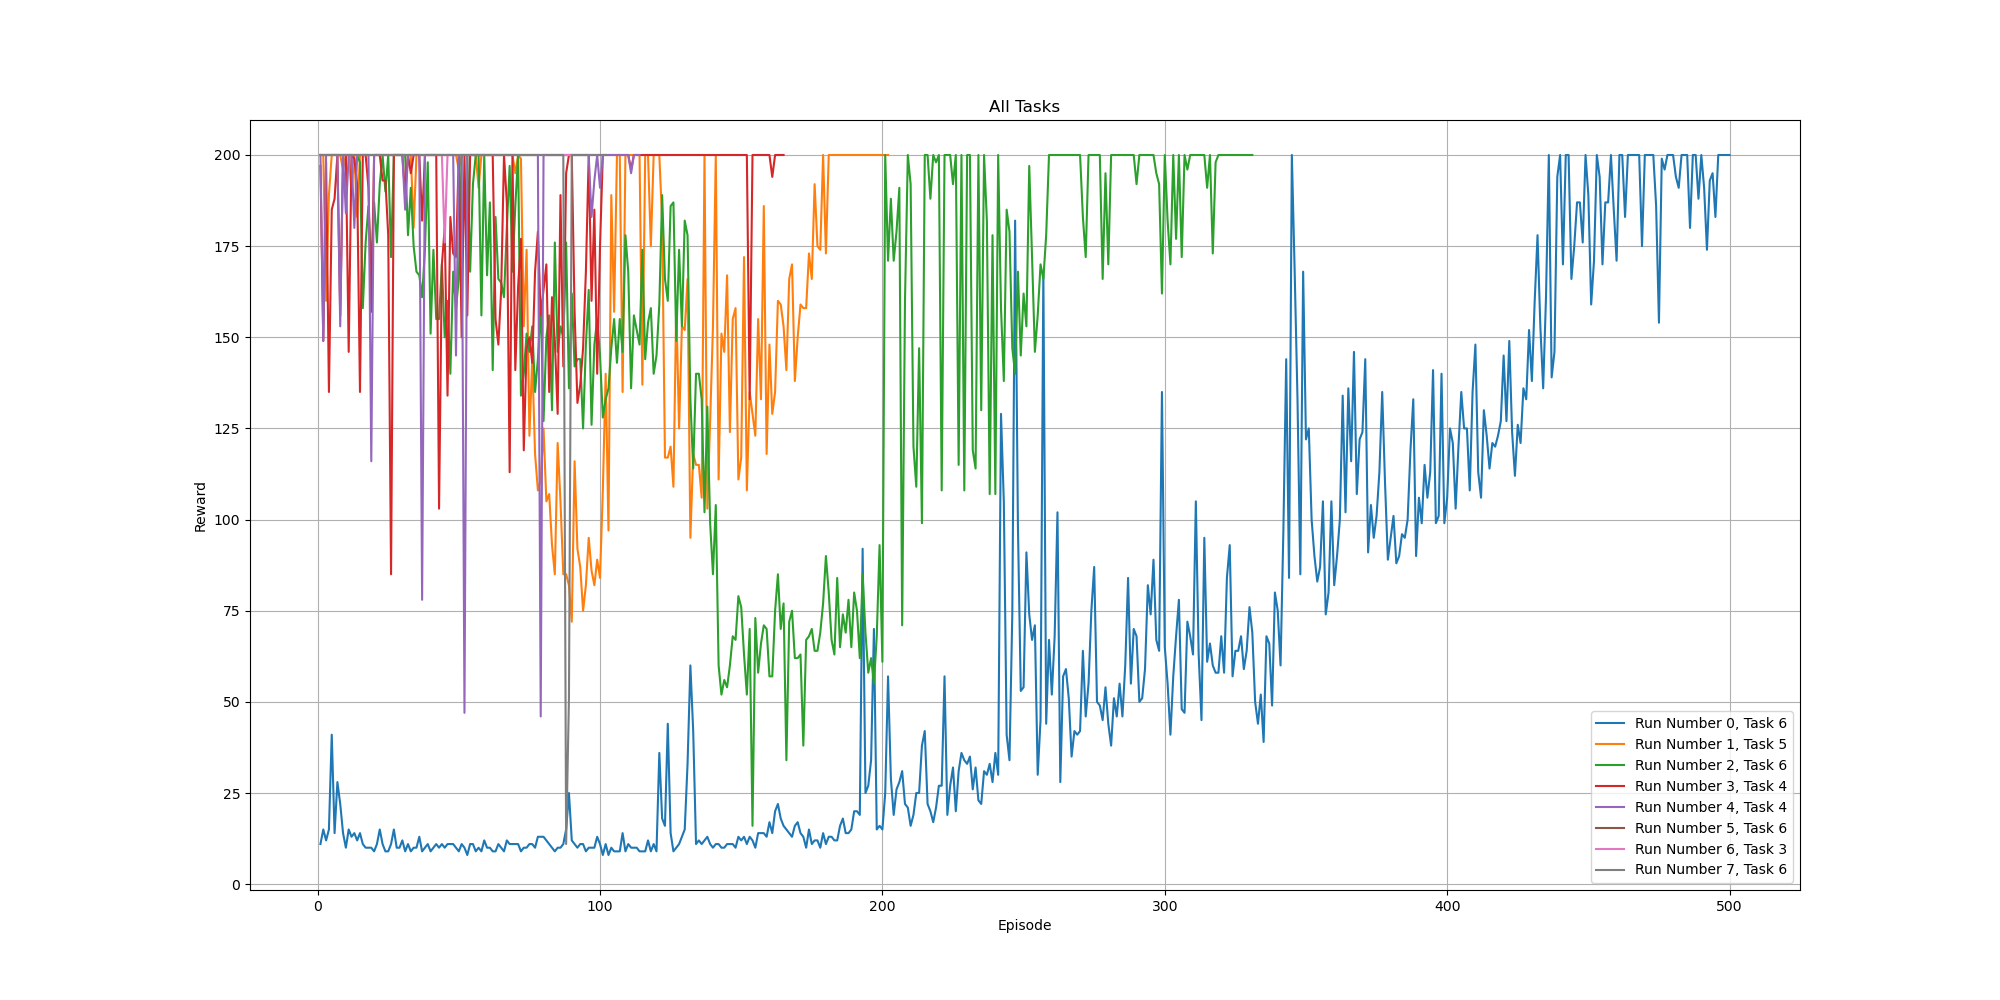 All Tasks
Reward
200
175
150
125
100
75
50
25
0
0 100 200 300 400 500
Episode
Run Number 0, Task 6
Run Number 1, Task 5
Run Number 2, Task 6
Run Number 3, Task 4
Run Number 4, Task 4
Run Number 5, Task 6
Run Number 6, Task 3
Run Number 7, Task 6